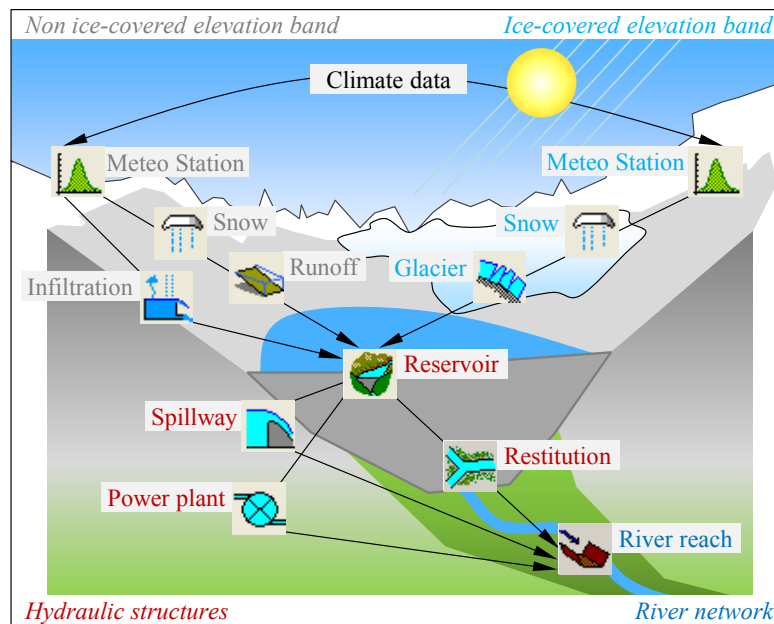 Non ice-covered elevation band
Ice-covered elevation band
Climate data
Meteo Station
Meteo Station
Snow
Snow
Runoff
Glacier
Infiltration
Reservoir
Spillway
Restitution
Power plant
River reach
Hydraulic structures
River network